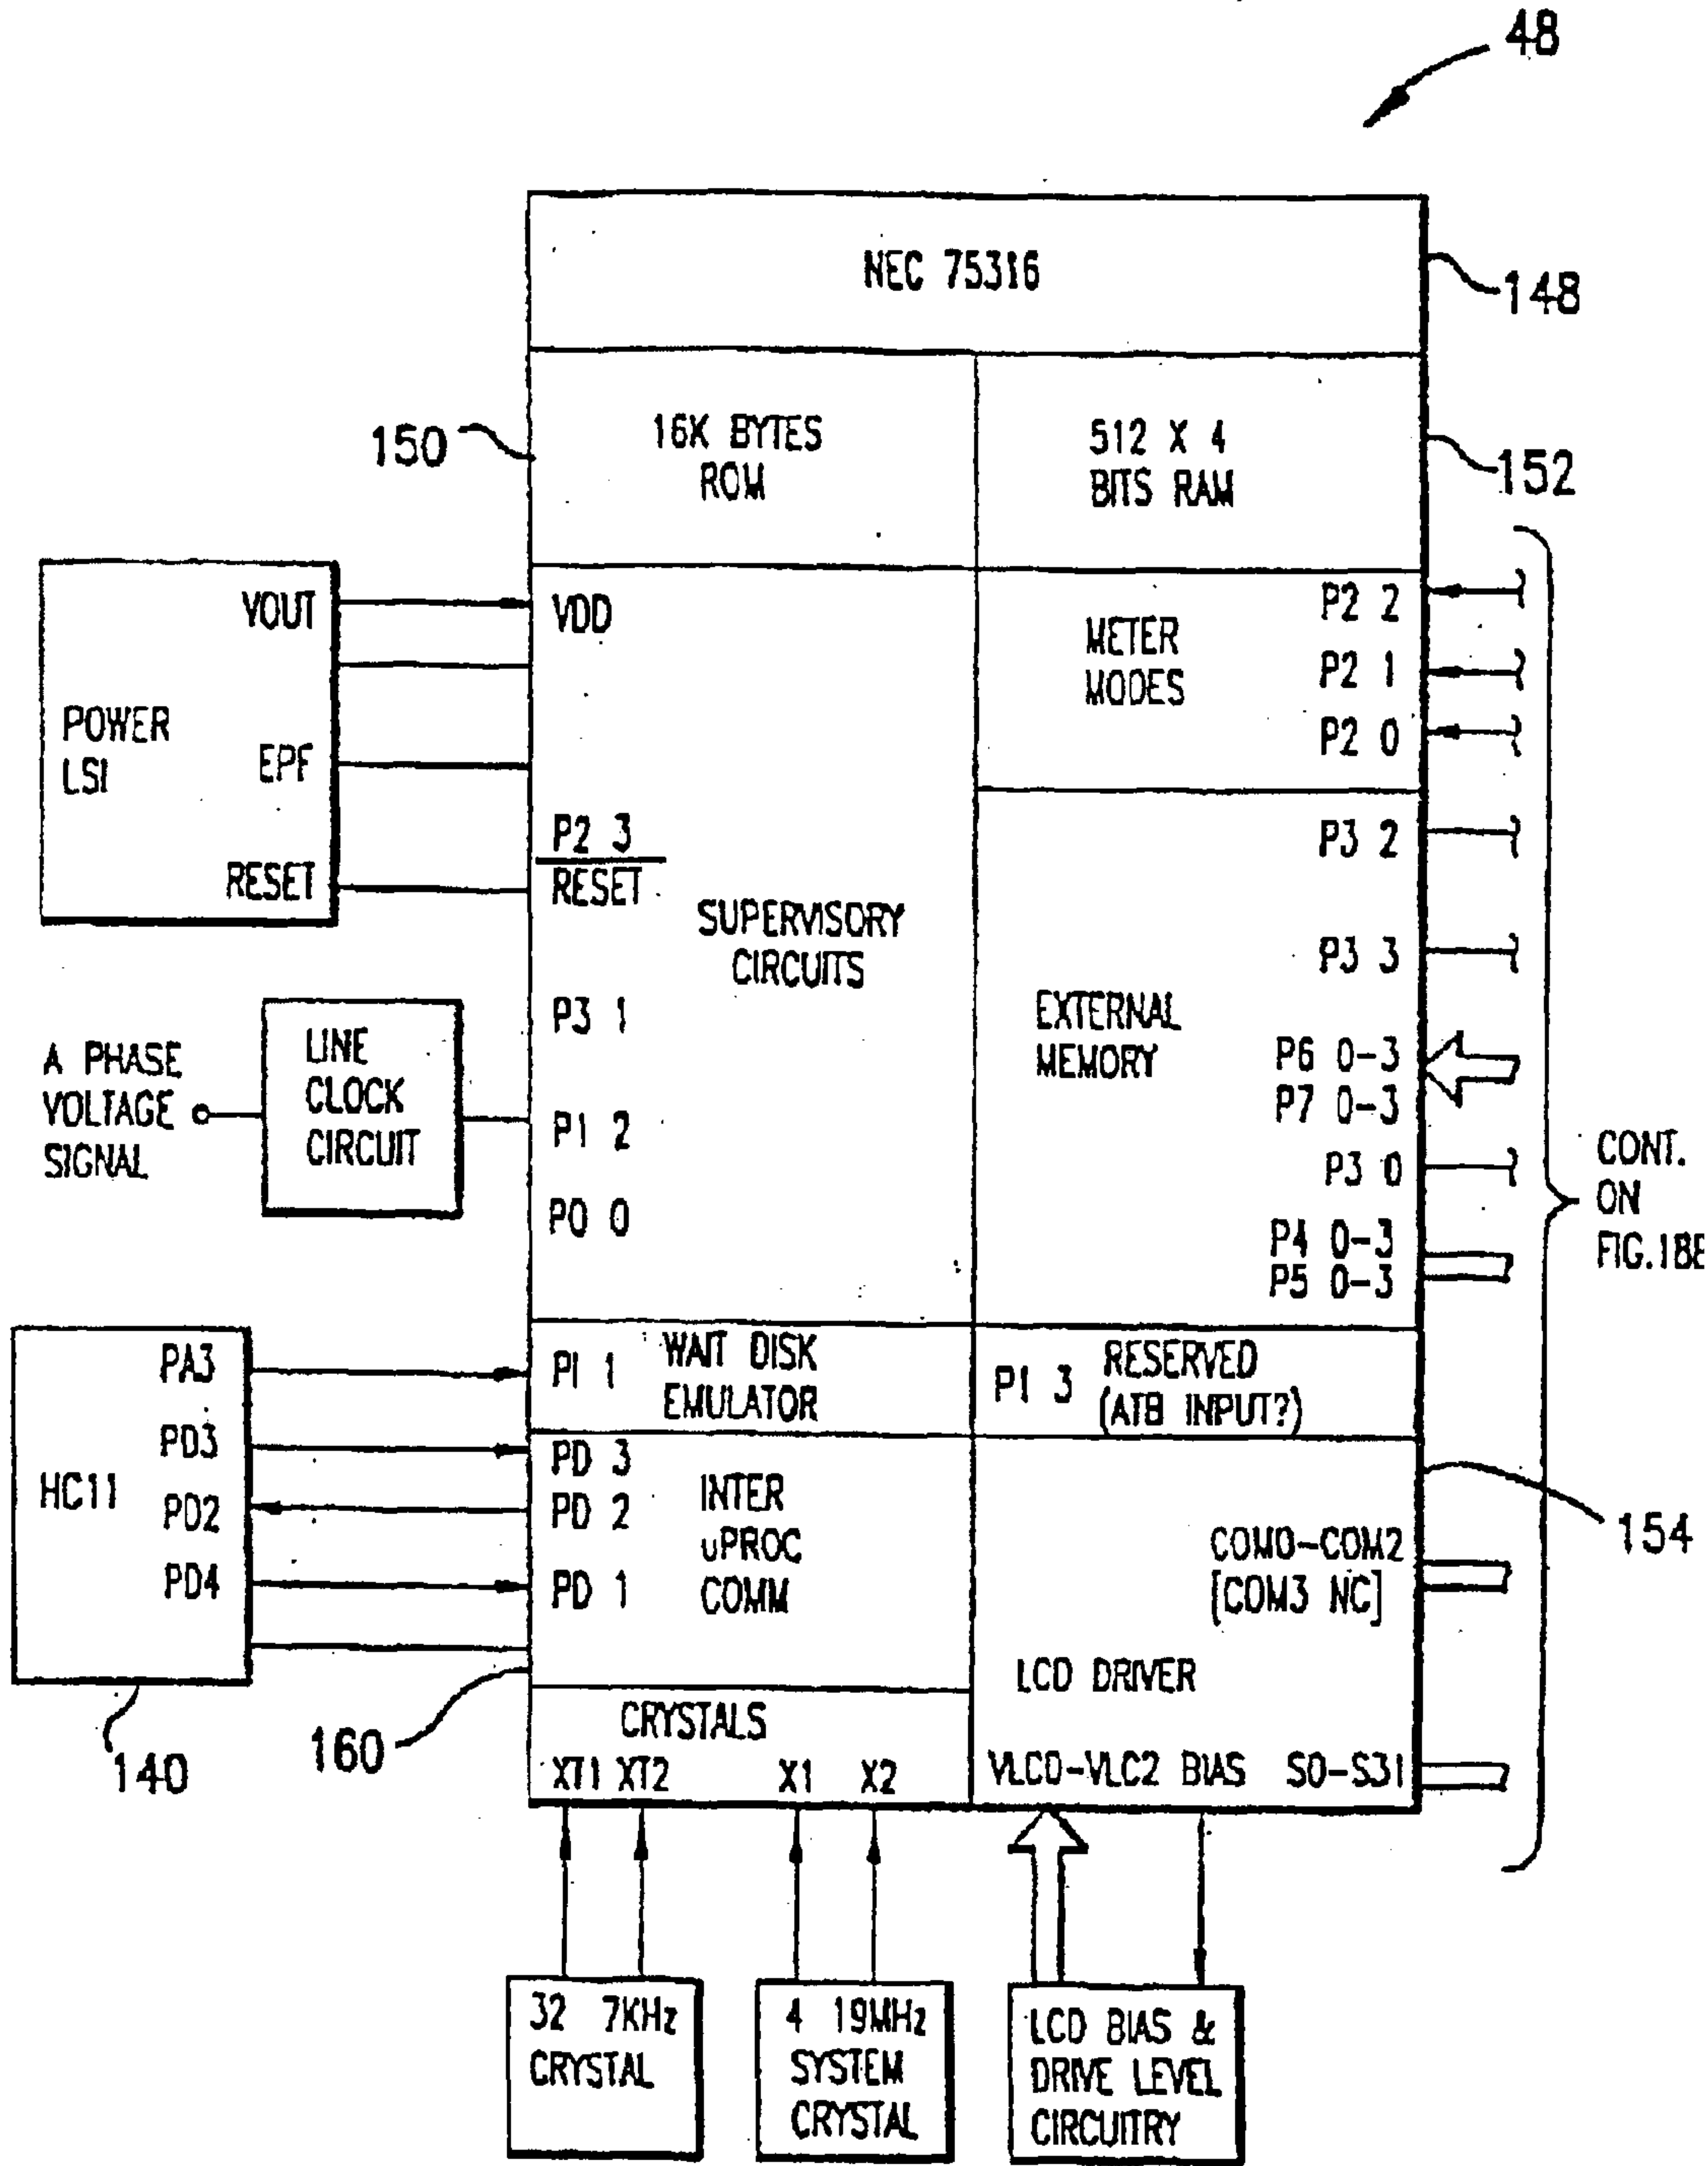 48
NEC 75316
148
150
16K BYTES
ROM
512 X 4
BITS RAM
152
POWER
LSI
VOUT
EPF
RESET
VDD
P2 3
RESET
SUPERVISORY
CIRCUITS
P3 1
P1 2
P0 0
METER
MODES
P2 2
P2 1
P2 0
EXTERNAL
MEMORY
P3 2
P3 3
P6 0-3
P7 0-3
P3 0
P4 0-3
P5 0-3
A PHASE
VOLTAGE
SIGNAL
LINE
CLOCK
CIRCUIT
CONT.
ON
FIG.18E
HC11
PA3
PD3
PD2
PD4
140
P1 1
WAIT DISK
EMULATOR
P1 3
RESERVED
(ATB INPUT?)
PD 3
PD 2
PD 1
INTER
uPROC
COMM
160
154
COM0-COM2
[COM3 NC]
LCD DRIVER
VLC0-VLC2 BIAS S0-S31
CRYSTALS
XT1 XT2 X1 X2
32 7KHz
CRYSTAL
4 19MHz
SYSTEM
CRYSTAL
LCD BIAS &
DRIVE LEVEL
CIRCUITRY